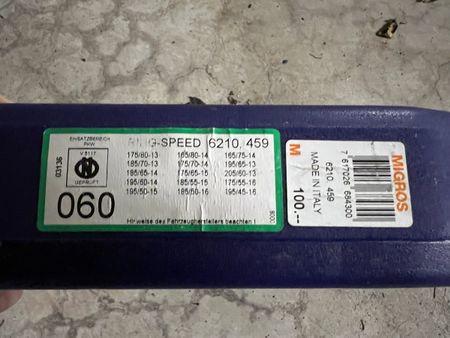 EINSATZBEREICH
PKW
V 5117
GEPRÜFT
03136
060
RING-SPEED 6210. 459
175/80-13 165/80-14 165/75-14
185/70-13 175/70-14 195/65-13
185/65-14 175/65-15 205/60-13
195/60-14 185/55-15 175/55-16
195/50-15 185/50-16 195/45-16
Hinweise des Fahrzeugherstellers beachten !
MIGROS
7 617026 684300
6210 459
MADE IN ITALY
M 100.--